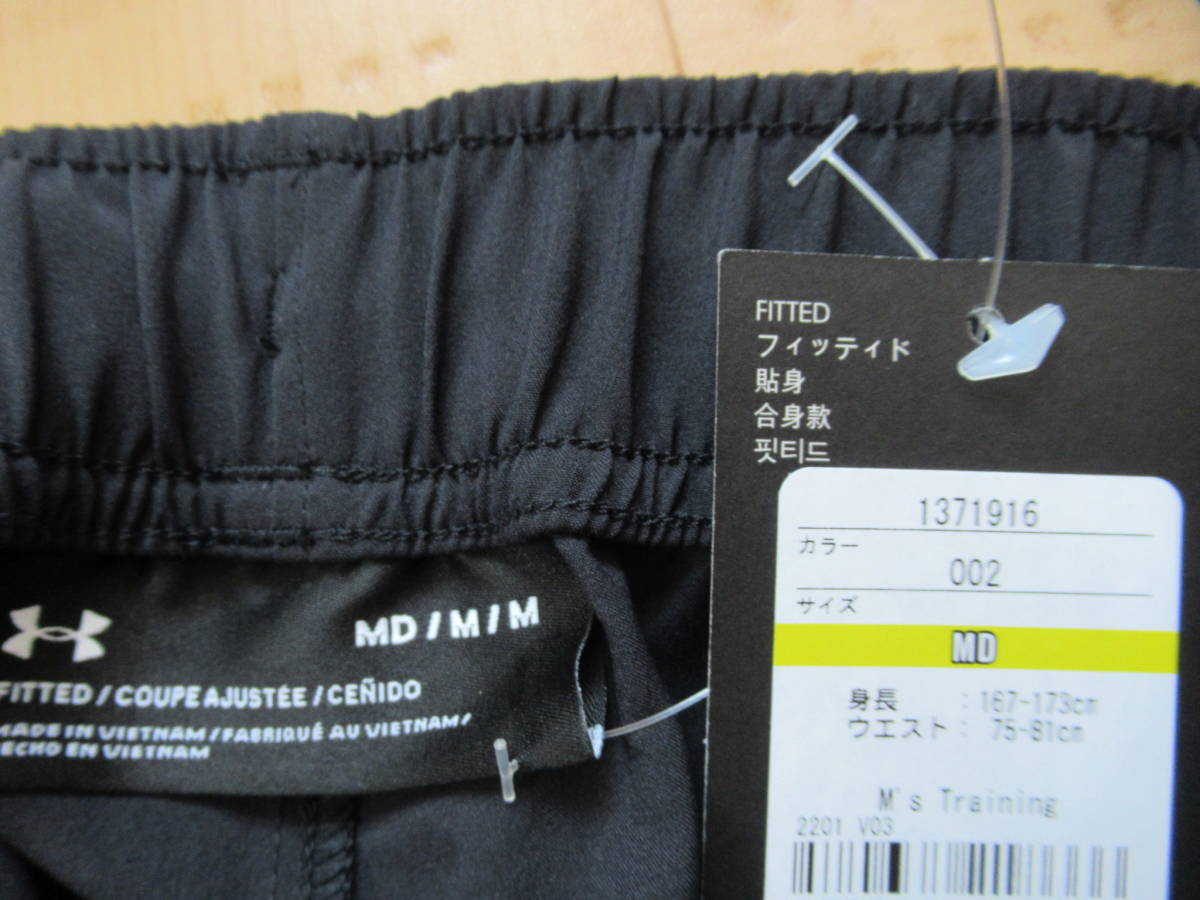 FITTED
フィッティド
貼身
合身款
핏티드
1371916
カラー
002
サイズ
MD
身長 : 167-173cm
ウエスト : 75-81cm
M's Training
2201 V03
MD / M / M
FITTED / COUPE AJUSTÉE / CEÑIDO
MADE IN VIETNAM / FABRIQUÉ AU VIETNAM /
ECHO EN VIETNAM